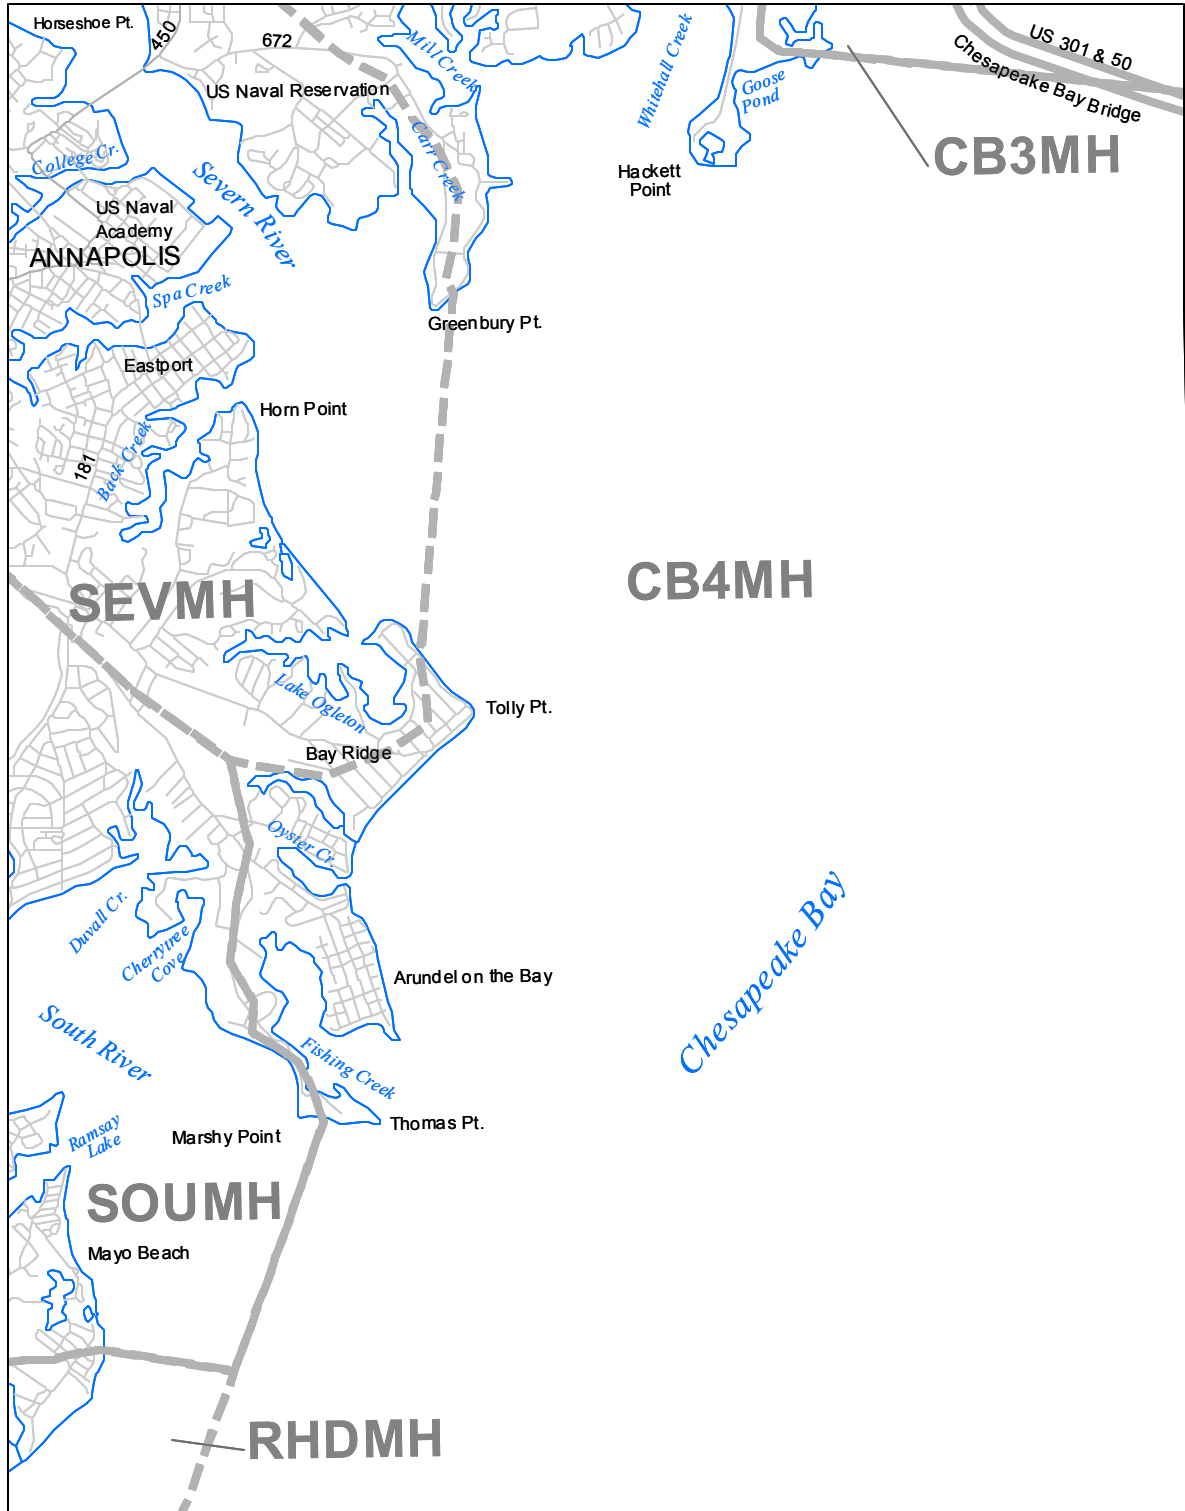 Horseshoe Pt.
450
672
Mill Creek
Whitehall Creek
US 301 & 50
Chesapeake Bay Bridge
Goose
Pond
US Naval Reservation
Carr Creek
CB3MH
College Cr.
Severn River
Hackett
Point
US Naval
Academy
ANNAPOLIS
Spa Creek
Greenbury Pt.
Eastport
Horn Point
Back Creek
181
SEVMH
CB4MH
Lake Ogleton
Tolly Pt.
Bay Ridge
Oyster Cr.
Duvall Cr.
Cherrytree
Cove
Chesapeake Bay
Arundel on the Bay
South River
Fishing Creek
Ramsay
Lake
Marshy Point
Thomas Pt.
SOUMH
Mayo Beach
RHDMH